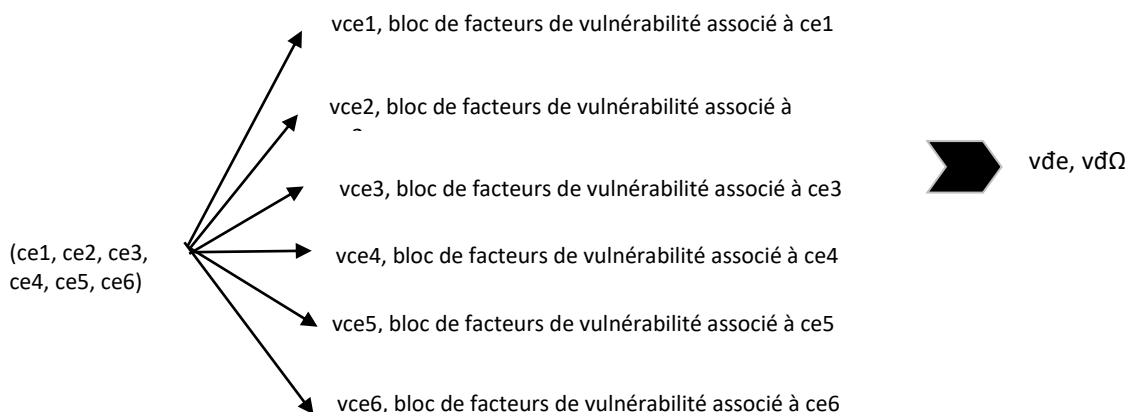 vce1, bloc de facteurs de vulnérabilité associé à ce1
vce2, bloc de facteurs de vulnérabilité associé à
vce3, bloc de facteurs de vulnérabilité associé à ce3
vđe, vđΩ
(ce1, ce2, ce3,
ce4, ce5, ce6)
vce4, bloc de facteurs de vulnérabilité associé à ce4
vce5, bloc de facteurs de vulnérabilité associé à ce5
vce6, bloc de facteurs de vulnérabilité associé à ce6